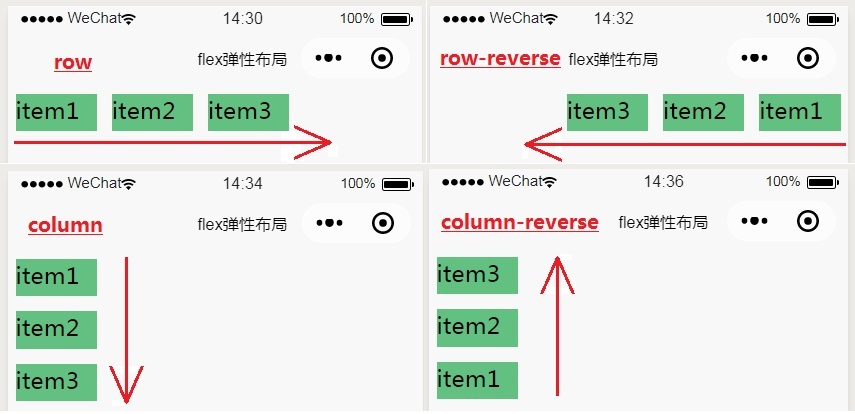 WeChat 14:30 100%
row flex弹性布局
item1 item2 item3
WeChat 14:32 100%
row-reverse flex弹性布局
item3 item2 item1
WeChat 14:34 100%
column flex弹性布局
item1
item2
item3
WeChat 14:36 100%
column-reverse flex弹性布局
item3
item2
item1